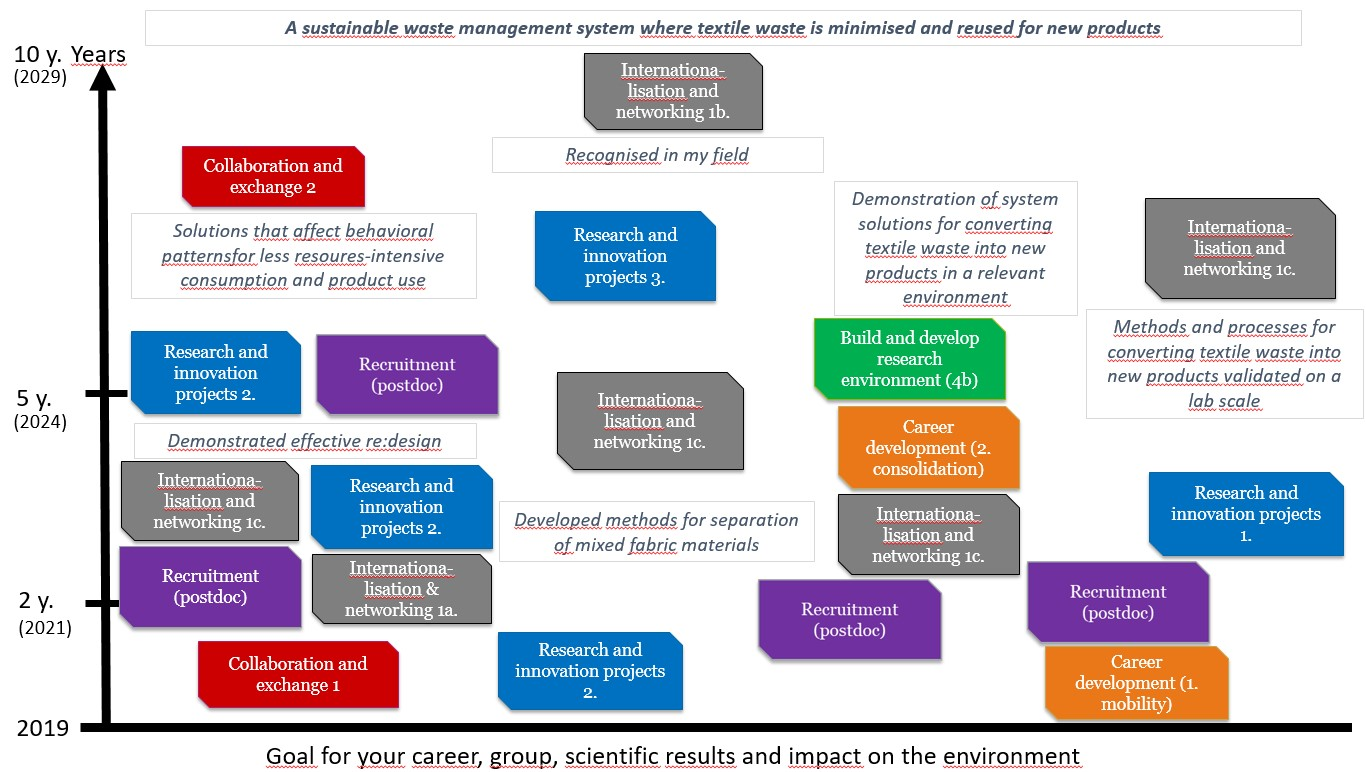 A sustainable waste management system where textile waste is minimised and reused for new products
10 y. Years
(2029)
Internationa-
lisation and
networking 1b.
Recognised in my field
Collaboration and
exchange 2
Solutions that affect behavioral
patternsfor less resoures-intensive
consumption and product use
Research and
innovation
projects 3.
Demonstration of system
solutions for converting
textile waste into new
products in a relevant
environment
Internationa-
lisation and
networking 1c.
Methods and processes for
converting textile waste into
new products validated on a
lab scale
Research and
innovation
projects 2.
Recruitment
(postdoc)
Build and develop
research
environment (4b)
5 y.
(2024)
Internationa-
lisation and
networking 1c.
Career
development (2.
consolidation)
Demonstrated effective re:design
Internationa-
lisation and
networking 1c.
Research and
innovation
projects 2.
Developed methods for separation
of mixed fabric materials
Internationa-
lisation and
networking 1c.
Research and
innovation projects
1.
Recruitment
(postdoc)
Internationa-
lisation &
networking 1a.
2 y.
(2021)
Recruitment
(postdoc)
Recruitment
(postdoc)
Collaboration and
exchange 1
Research and
innovation projects
2.
Career
development (1.
mobility)
2019
Goal for your career, group, scientific results and impact on the environment